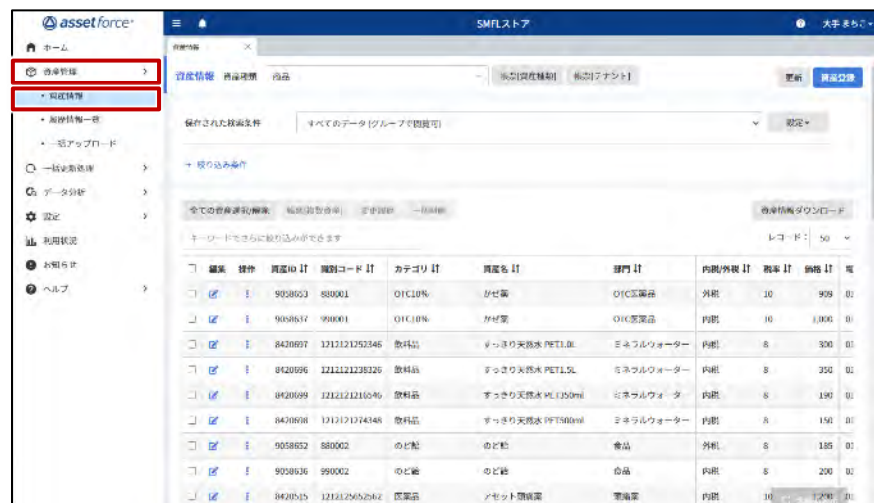 assetforce
SMFLストア
大手 まちこ
ホーム
資産情報
資産管理
資産情報 資産種類 商品
帳票[資産種類] 帳票[テナント]
更新 資産登録
資産情報
履歴情報一覧
保存された検索条件 すべてのデータ (グループで閲覧可) 設定
一括アップロード
一括更新処理
絞り込み条件
データ分析
設定
全ての資産選択/解除
資産情報ダウンロード
利用状況
キーワードでさらに絞り込みができます
レコード: 50
お知らせ
ヘルプ
編集 操作 資産ID 識別コード カテゴリ 資産名 部門 内税/外税 税率 価格
9058653 880001 OTC10% かぜ薬 OTC医薬品 外税 10 909
9058637 990001 OTC10% かぜ薬 OTC医薬品 内税 10 1,000
8420697 1212121252346 飲料品 すっきり天然水 PET1.0L ミネラルウォーター 内税 8 300
8420696 1212121238326 飲料品 すっきり天然水 PET1.5L ミネラルウォーター 内税 8 350
8420699 1212121216546 飲料品 すっきり天然水 PET350ml ミネラルウォーター 内税 8 190
8420698 1212121274348 飲料品 すっきり天然水 PET500ml ミネラルウォーター 内税 8 150
9058652 880002 のど飴 のど飴 食品 外税 8 185
9058636 990002 のど飴 のど飴 食品 内税 8 200
8420515 1212125652562 医薬品 アセット頭痛薬 内税 10